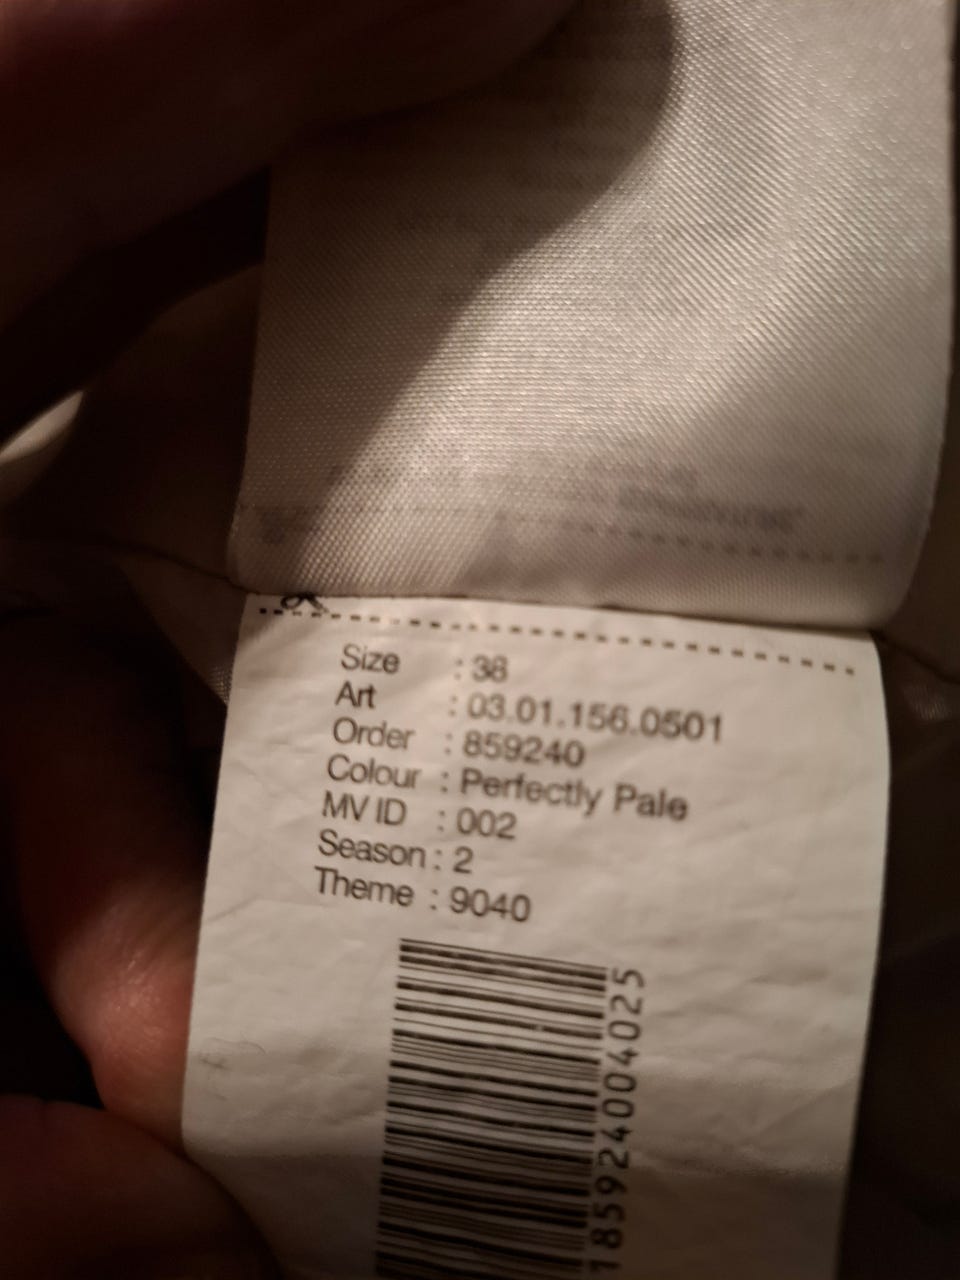 Size : 38
Art : 03.01.156.0501
Order : 859240
Colour : Perfectly Pale
MV ID : 002
Season : 2
Theme : 9040
185924004025